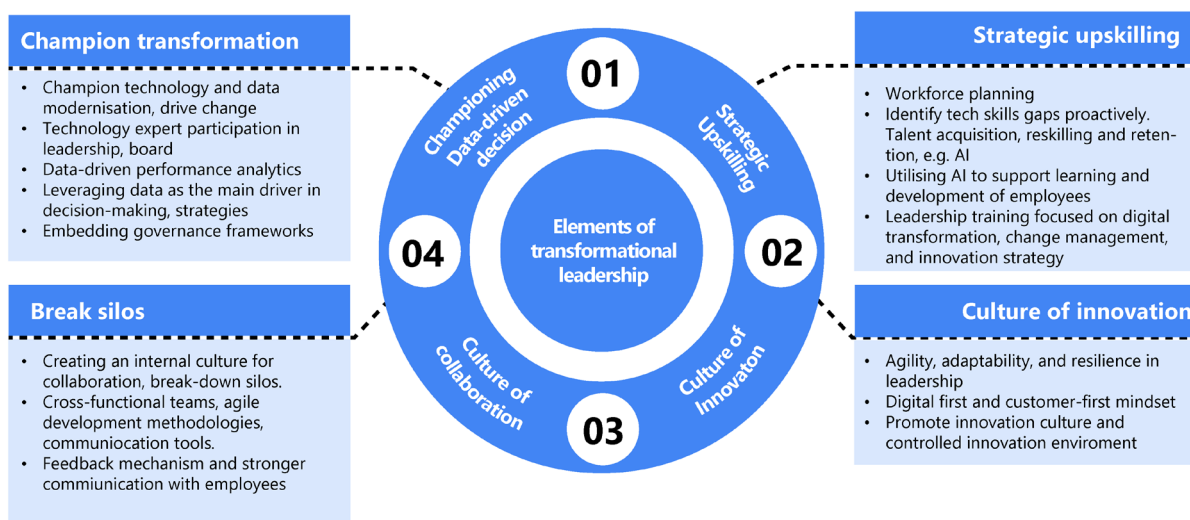 Champion transformation
• Champion technology and data
modernisation, drive change
• Technology expert participation in
leadership, board
• Data-driven performance analytics
• Leveraging data as the main driver in
decision-making, strategies
• Embedding governance frameworks
Break silos
• Creating an internal culture for
collaboration, break-down silos.
• Cross-functional teams, agile
development methodologies,
communiocation tools.
• Feedback mechanism and stronger
commiunication with employees
01
Championing
Data-driven
decision
Strategic
Upskilling
04
Elements of
transformational
leadership
02
Culture of
collaboration
Culture of
Innovaton
03
Strategic upskilling
• Workforce planning
• Identify tech skills gaps proactively.
Talent acquisition, reskilling and reten-
tion, e.g. AI
• Utilising AI to support learning and
development of employees
• Leadership training focused on digital
transformation, change management,
and innovation strategy
Culture of innovation
• Agility, adaptability, and resilience in
leadership
• Digital first and customer-first mindset
• Promote innovation culture and
controlled innovation enviroment